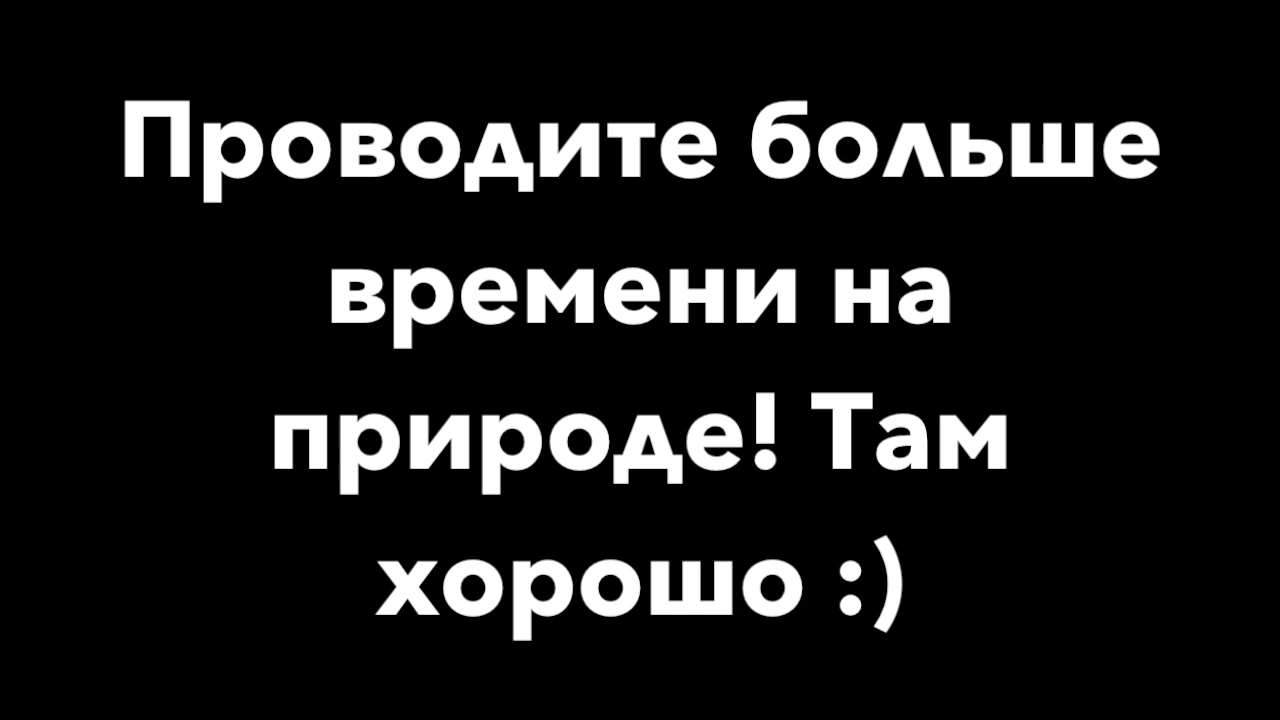 Проводите больше
времени на
природе! Там
хорошо :)